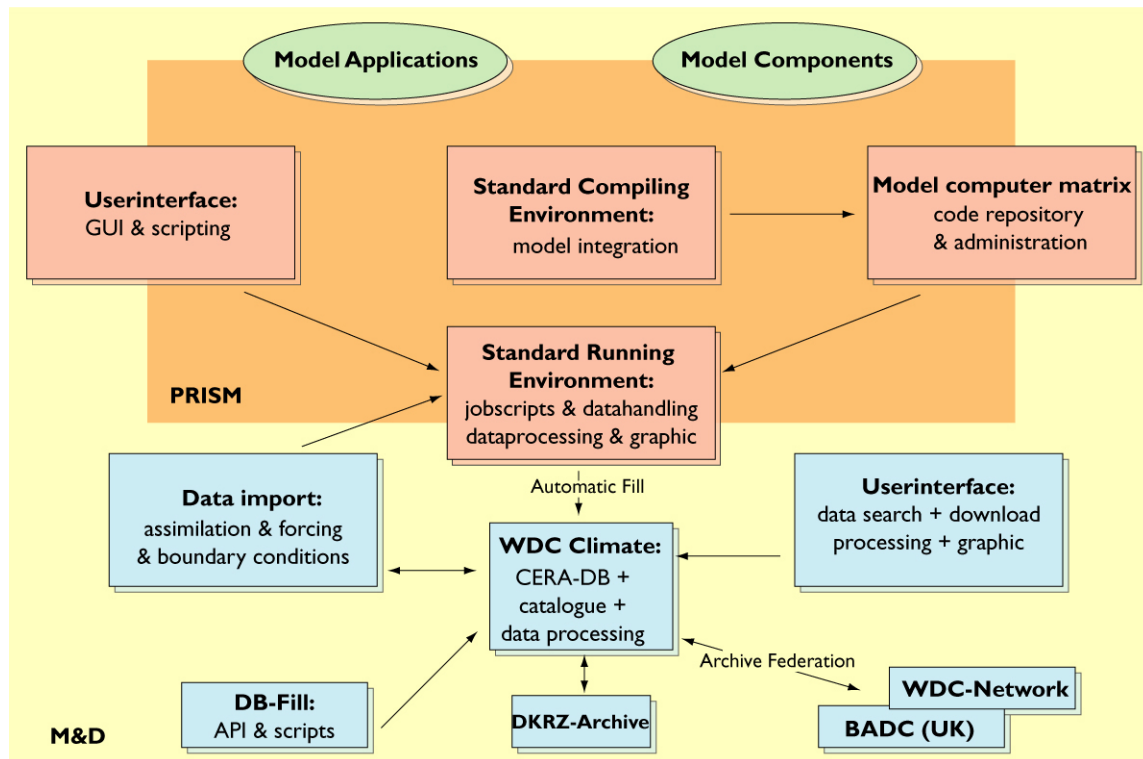 Model Applications
Model Components
Userinterface:
GUI & scripting
Standard Compiling
Environment:
model integration
Model computer matrix
code repository
& administration
Standard Running
Environment:
jobscripts & datahandling
dataprocessing & graphic
PRISM
Data import:
assimilation & forcing
& boundary conditions
Automatic Fill
Userinterface:
data search + download
processing + graphic
WDC Climate:
CERA-DB +
catalogue +
data processing
Archive Federation
DB-Fill:
API & scripts
DKRZ-Archive
WDC-Network
BADC (UK)
M&D